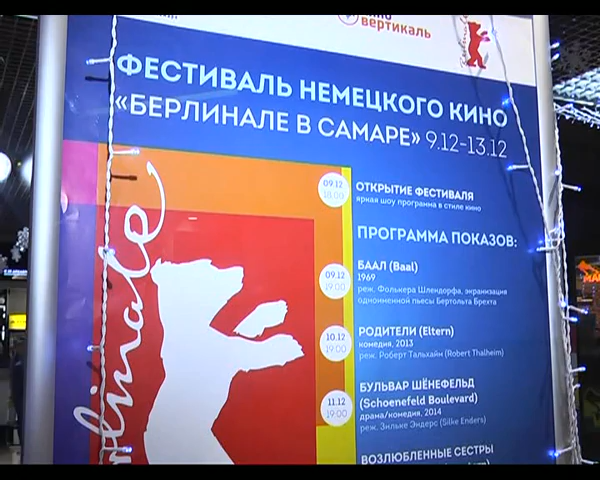 вертикаль
ФЕСТИВАЛЬ НЕМЕЦКОГО КИНО
«БЕРЛИНАЛЕ В САМАРЕ» 9.12-13.12
09.12
18:00
ОТКРЫТИЕ ФЕСТИВАЛЯ
яркая шоу программа в стиле кино
ПРОГРАММА ПОКАЗОВ:
09.12
19:00
БААЛ (Baal)
1969
реж. Фолькера Шлендорфа, экранизация
одноименной пьесы Бертольта Брехта
10.12
19:00
РОДИТЕЛИ (Eltern)
комедия, 2013
реж. Роберт Тальхайн (Robert Thalheim)
11.12
19:00
БУЛЬВАР ШЁНЕФЕЛЬД
(Schoenefeld Boulevard)
драма/комедия, 2014
реж. Зильке Эндерс (Silke Enders)
ВОЗЛЮБЛЕННЫЕ СЕСТРЫ